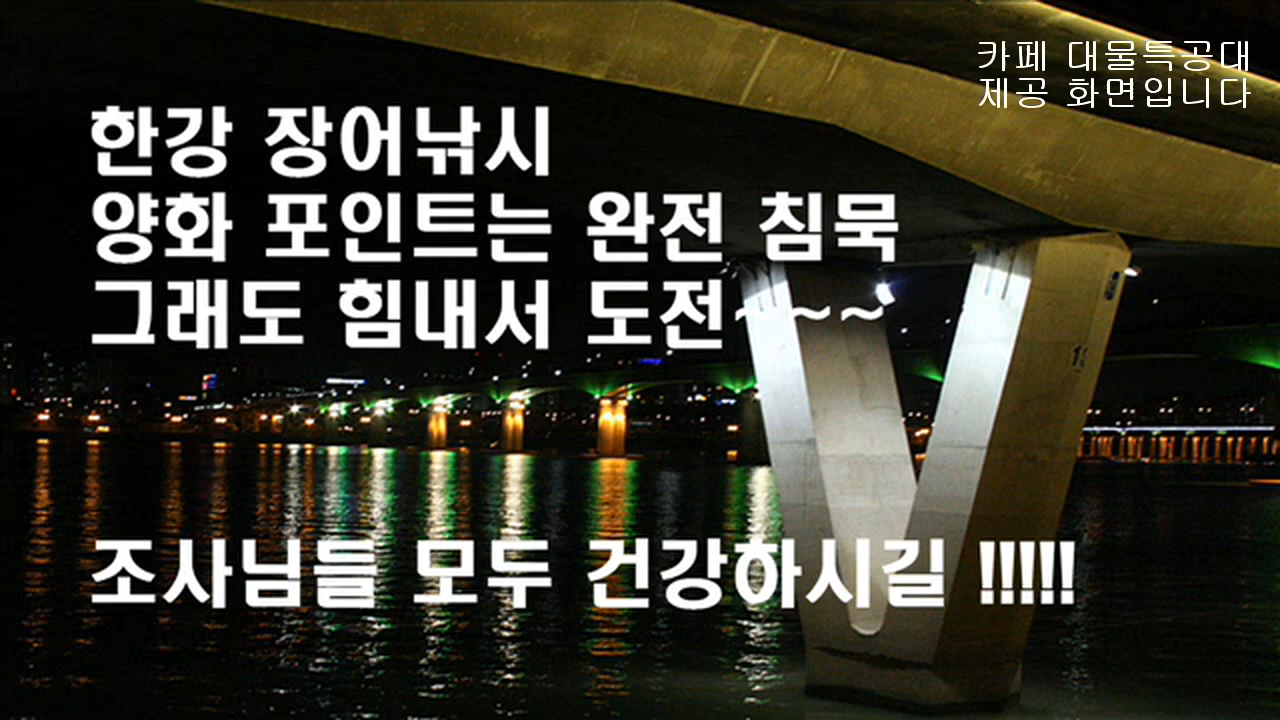 카페 대물특공대
제공 화면입니다
한강 장어낚시
양화 포인트는 완전 침묵
그래도 힘내서 도전~~~
조사님들 모두 건강하시길 !!!!!